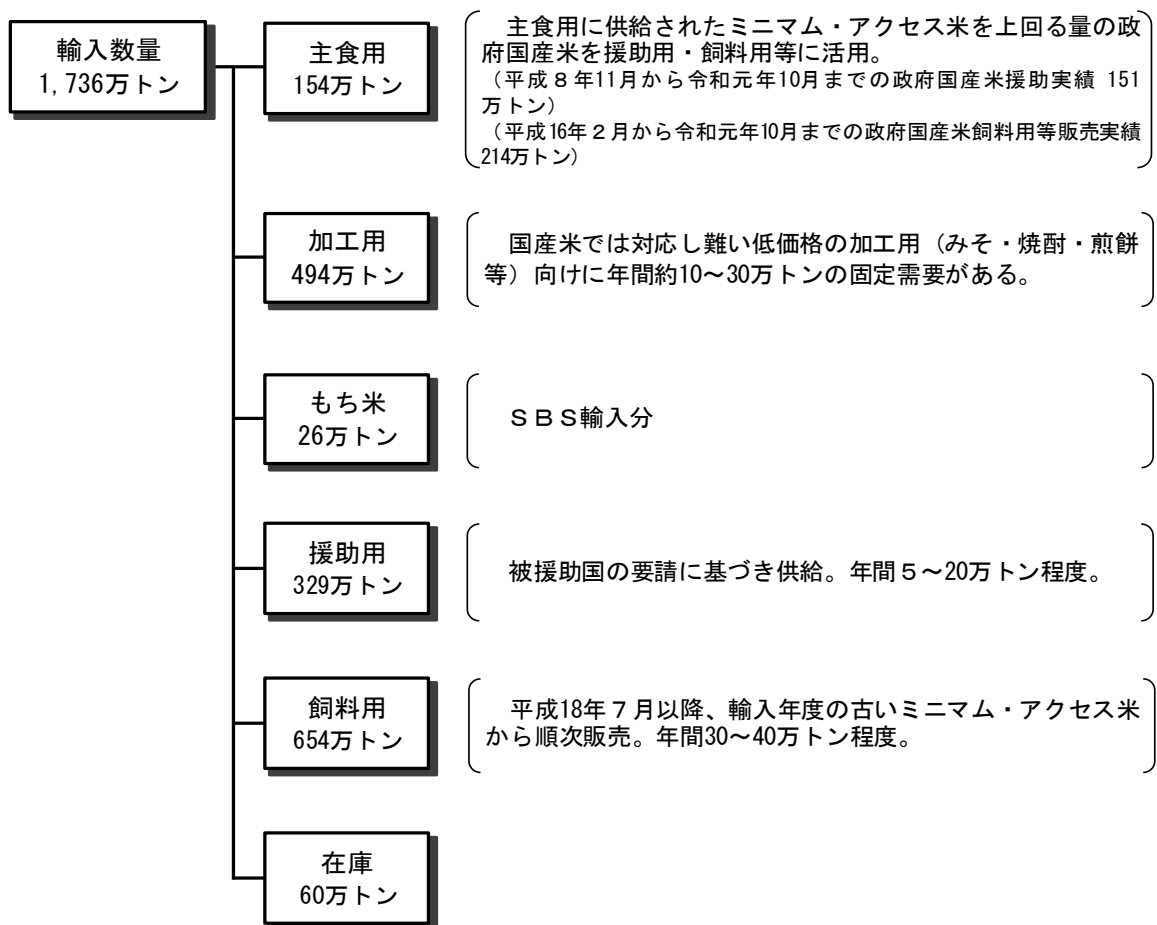 輸入数量
1,736万トン
主食用
154万トン
主食用に供給されたミニマム・アクセス米を上回る量の政
府国産米を援助用・飼料用等に活用。
（平成８年11月から令和元年10月までの政府国産米援助実績 151
万トン）
（平成16年２月から令和元年10月までの政府国産米飼料用等販売実績
214万トン）
加工用
494万トン
国産米では対応し難い低価格の加工用（みそ・焼酎・煎餅
等）向けに年間約10～30万トンの固定需要がある。
もち米
26万トン
ＳＢＳ輸入分
援助用
329万トン
被援助国の要請に基づき供給。年間５～20万トン程度。
飼料用
654万トン
平成18年７月以降、輸入年度の古いミニマム・アクセス米
から順次販売。年間30～40万トン程度。
在庫
60万トン